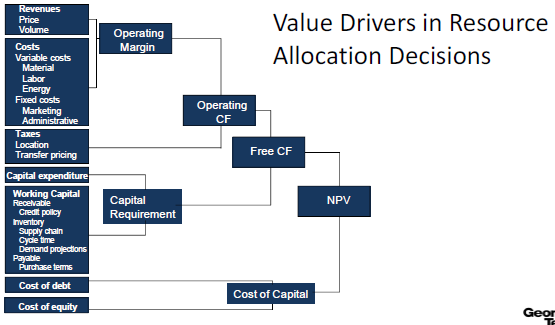 Value Drivers in Resource
Allocation Decisions
Revenues
Price
Volume
Costs
Variable costs
Material
Labor
Energy
Fixed costs
Marketing
Administrative
Taxes
Location
Transfer pricing
Capital expenditure
Working Capital
Receivable
Credit policy
Inventory
Supply chain
Cycle time
Demand projections
Payable
Purchase terms
Cost of debt
Cost of equity
Operating
Margin
Operating
CF
Free CF
Capital
Requirement
NPV
Cost of Capital
Geor